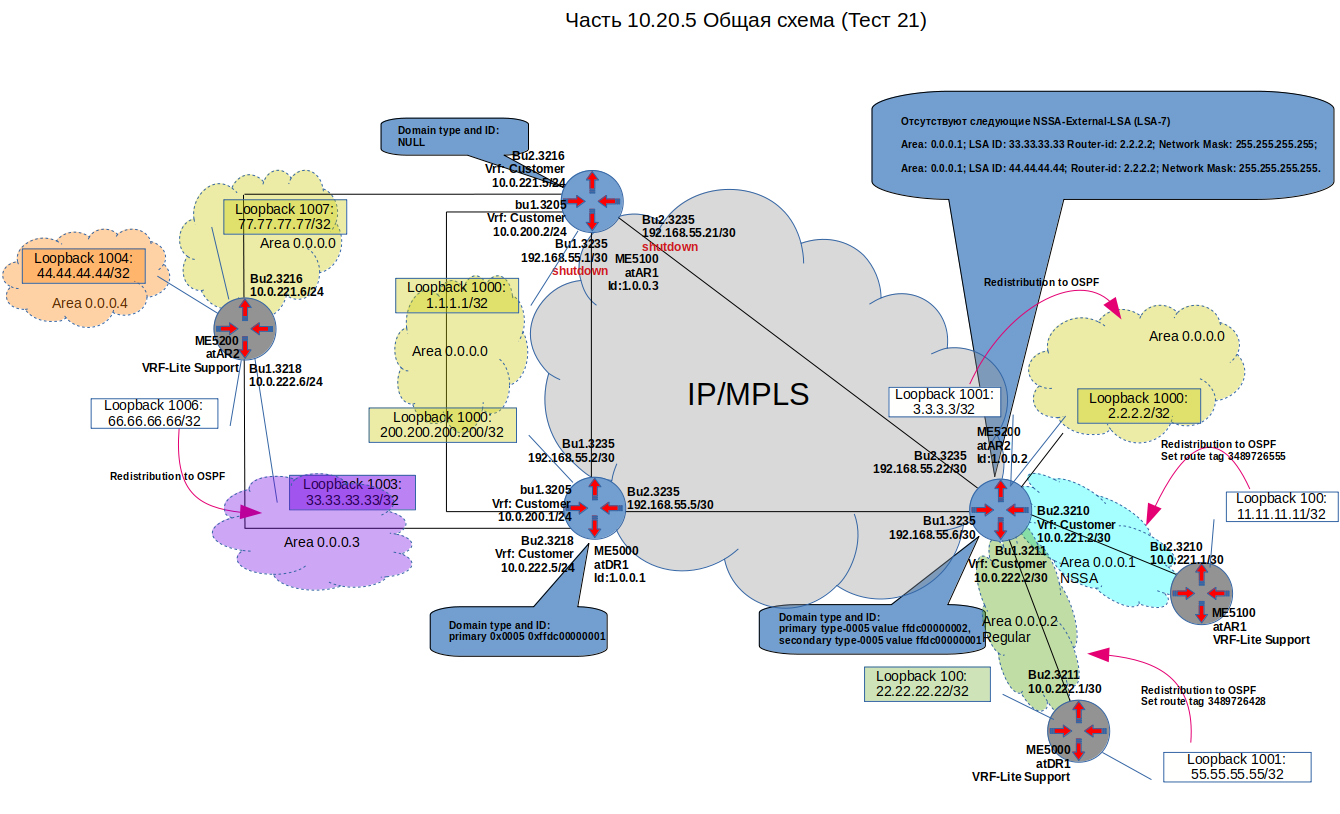 Часть 10.20.5 Общая схема (Тест 21)
Отсутствуют следующие NSSA-External-LSA (LSA-7)
Area: 0.0.0.1; LSA ID: 33.33.33.33 Router-id: 2.2.2.2; Network Mask: 255.255.255.255;
Area: 0.0.0.1; LSA ID: 44.44.44.44; Router-id: 2.2.2.2; Network Mask: 255.255.255.255.
Domain type and ID:
NULL
Bu2.3216
Vrf: Customer
10.0.221.5/24
bu1.3205
Vrf: Customer
10.0.200.2/24
Bu1.3235
192.168.55.1/30
shutdown
Bu2.3235
192.168.55.21/30
shutdown
ME5100
atAR1
Id:1.0.0.3
Loopback 1007:
77.77.77.77/32
Area 0.0.0.0
Loopback 1004:
44.44.44.44/32
Area 0.0.0.4
Bu2.3216
10.0.221.6/24
ME5200
atAR2
VRF-Lite Support
Bu1.3218
10.0.222.6/24
Loopback 1000:
1.1.1.1/32
Area 0.0.0.0
Loopback 1000:
200.200.200.200/32
IP/MPLS
Redistribution to OSPF
Area 0.0.0.0
Loopback 1001:
3.3.3.3/32
Loopback 1000:
2.2.2.2/32
Loopback 1006:
66.66.66.66/32
Redistribution to OSPF
Loopback 1003:
33.33.33.33/32
Area 0.0.0.3
Bu1.3235
192.168.55.2/30
bu1.3205
Vrf: Customer
10.0.200.1/24
Bu2.3235
192.168.55.5/30
Bu2.3218
Vrf: Customer
10.0.222.5/24
ME5000
atDR1
Id:1.0.0.1
Domain type and ID:
primary 0x0005 0xffdc00000001
ME5200
atAR2
Id:1.0.0.2
Bu2.3235
192.168.55.22/30
Bu1.3235
192.168.55.6/30
Redistribution to OSPF
Set route tag 3489726555
Loopback 100:
11.11.11.11/32
Bu2.3210
Vrf: Customer
10.0.221.2/30
Bu1.3211
Vrf: Customer
10.0.222.2/30
Area 0.0.0.1
NSSA
Bu2.3210
10.0.221.1/30
ME5100
atAR1
VRF-Lite Support
Domain type and ID:
primary type-0005 value ffdc00000002,
secondary type-0005 value ffdc00000001
Area 0.0.0.2
Regular
Loopback 100:
22.22.22.22/32
Bu2.3211
10.0.222.1/30
Redistribution to OSPF
Set route tag 3489726428
ME5000
atDR1
VRF-Lite Support
Loopback 1001:
55.55.55.55/32